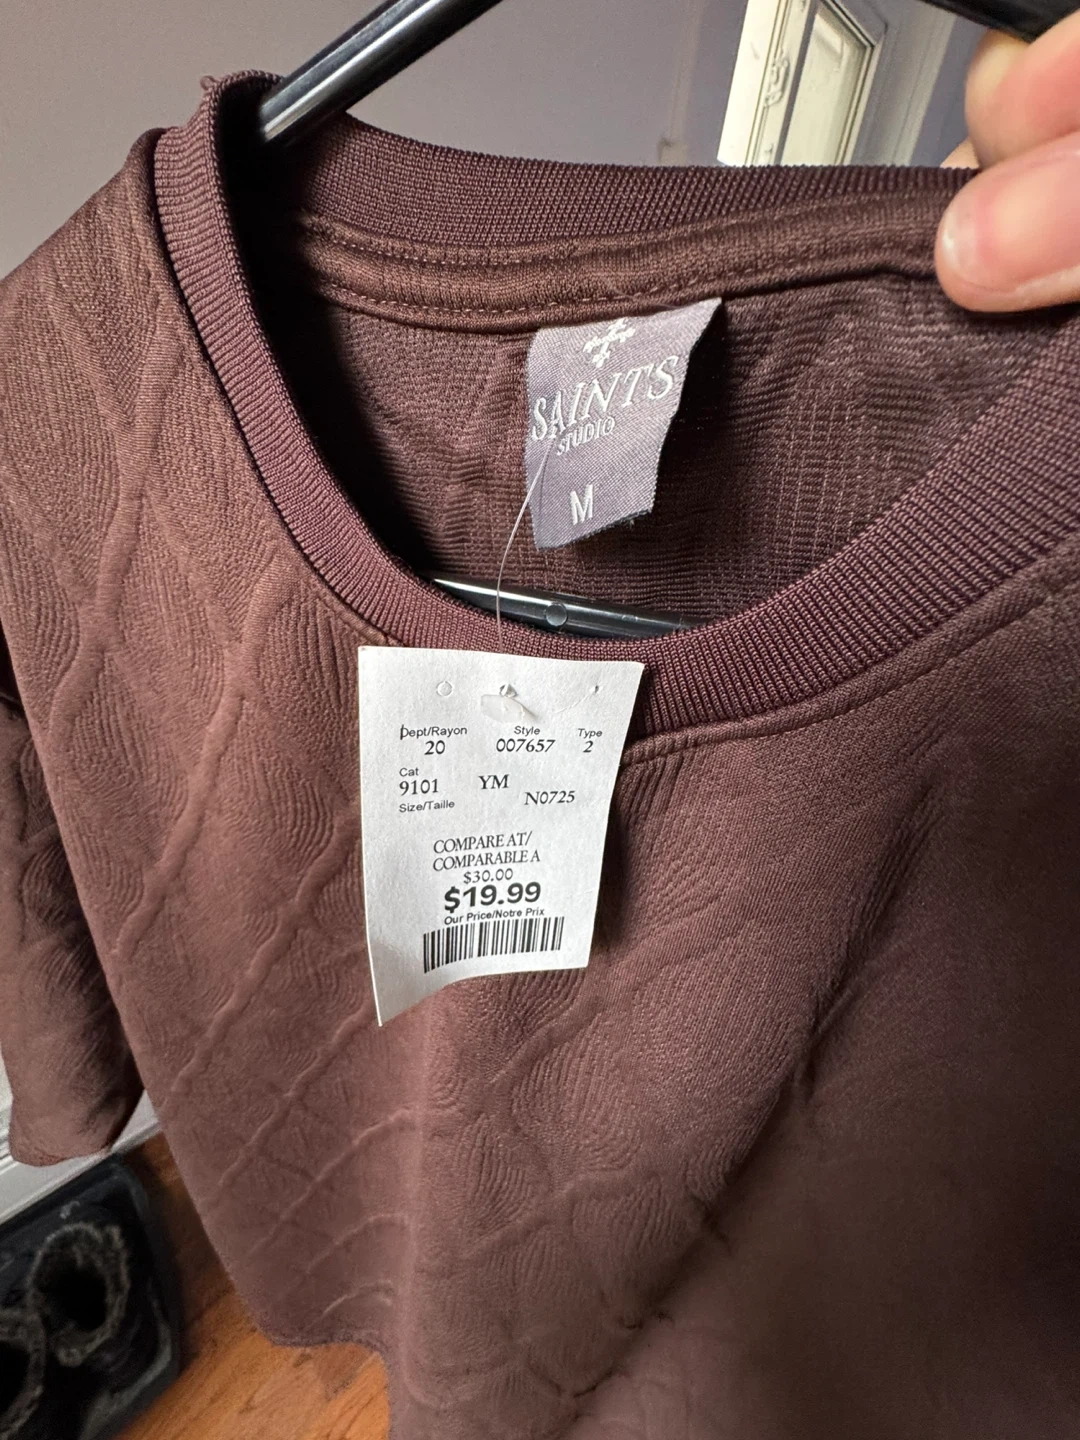 SAINTS
STUDIO
M
Dept/Rayon Style Type
20 007657 2
Cat
9101 YM
Size/Taille N0725
COMPARE AT/
COMPARABLE A
$30.00
$19.99
Our Price/Notre Prix